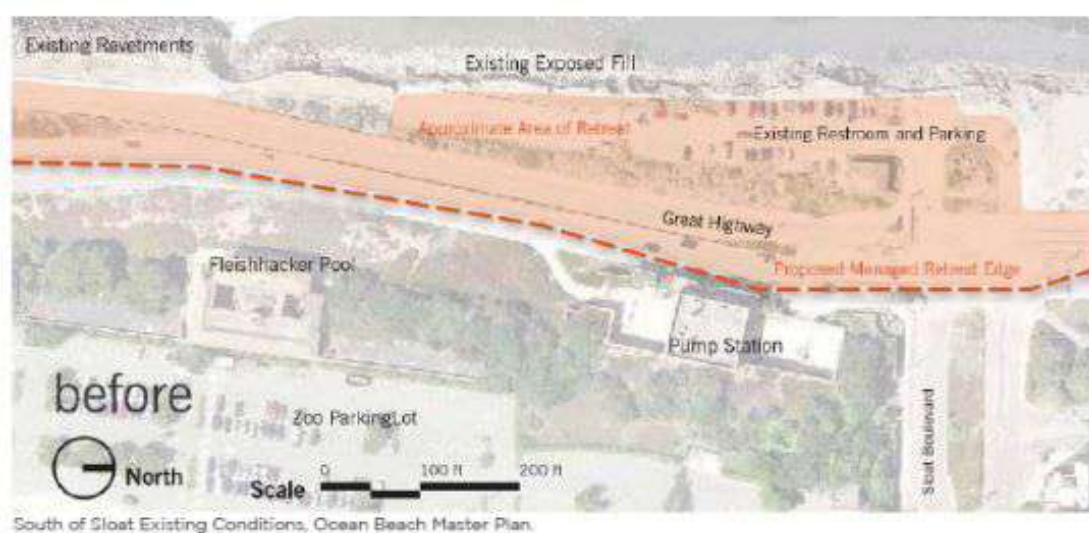 Existing Revetments
Existing Exposed Fill
Approximate Area of Retreat
Existing Restroom and Parking
Great Highway
Proposed Managed Retreat Edge
Fleishhacker Pool
Pump Station
before
Zoo ParkingLot
North
Scale
0 100 ft 200 ft
Sloat Boulevard
South of Sloat Existing Conditions, Ocean Beach Master Plan.